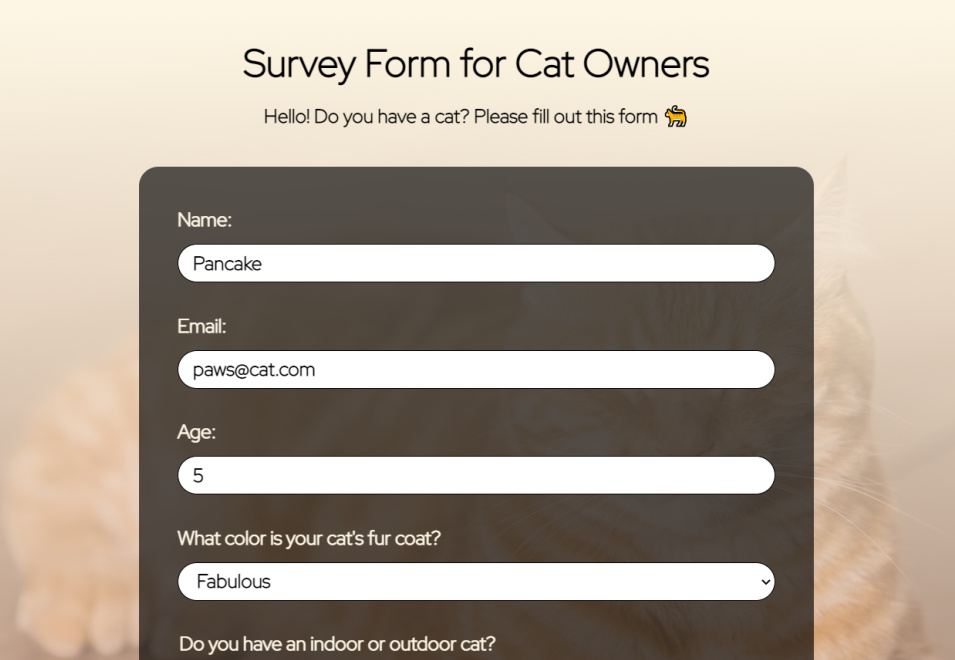 Survey Form for Cat Owners
Hello! Do you have a cat? Please fill out this form 🐈
Name:
Pancake
Email:
paws@cat.com
Age:
5
What color is your cat's fur coat?
Fabulous
Do you have an indoor or outdoor cat?